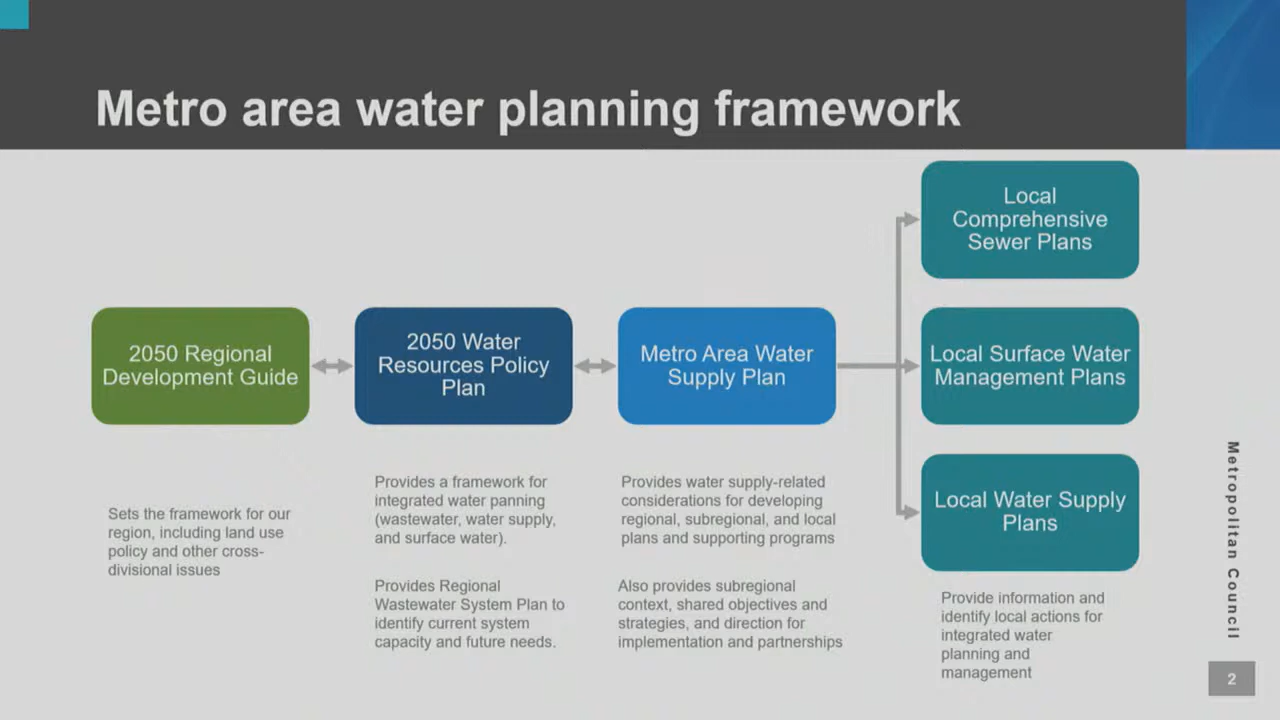 Metro area water planning framework
Local
Comprehensive
Sewer Plans
2050 Regional
Development Guide
2050 Water
Resources Policy
Plan
Metro Area Water
Supply Plan
Local Surface Water
Management Plans
Local Water Supply
Plans
Sets the framework for our
region, including land use
policy and other cross-
divisional issues
Provides a framework for
integrated water panning
(wastewater, water supply,
and surface water).
Provides Regional
Wastewater System Plan to
identify current system
capacity and future needs.
Provides water supply-related
considerations for developing
regional, subregional, and local
plans and supporting programs
Also provides subregional
context, shared objectives and
strategies, and direction for
implementation and partnerships
Provide information and
identify local actions for
integrated water
planning and
management
Metropolitan Council
2